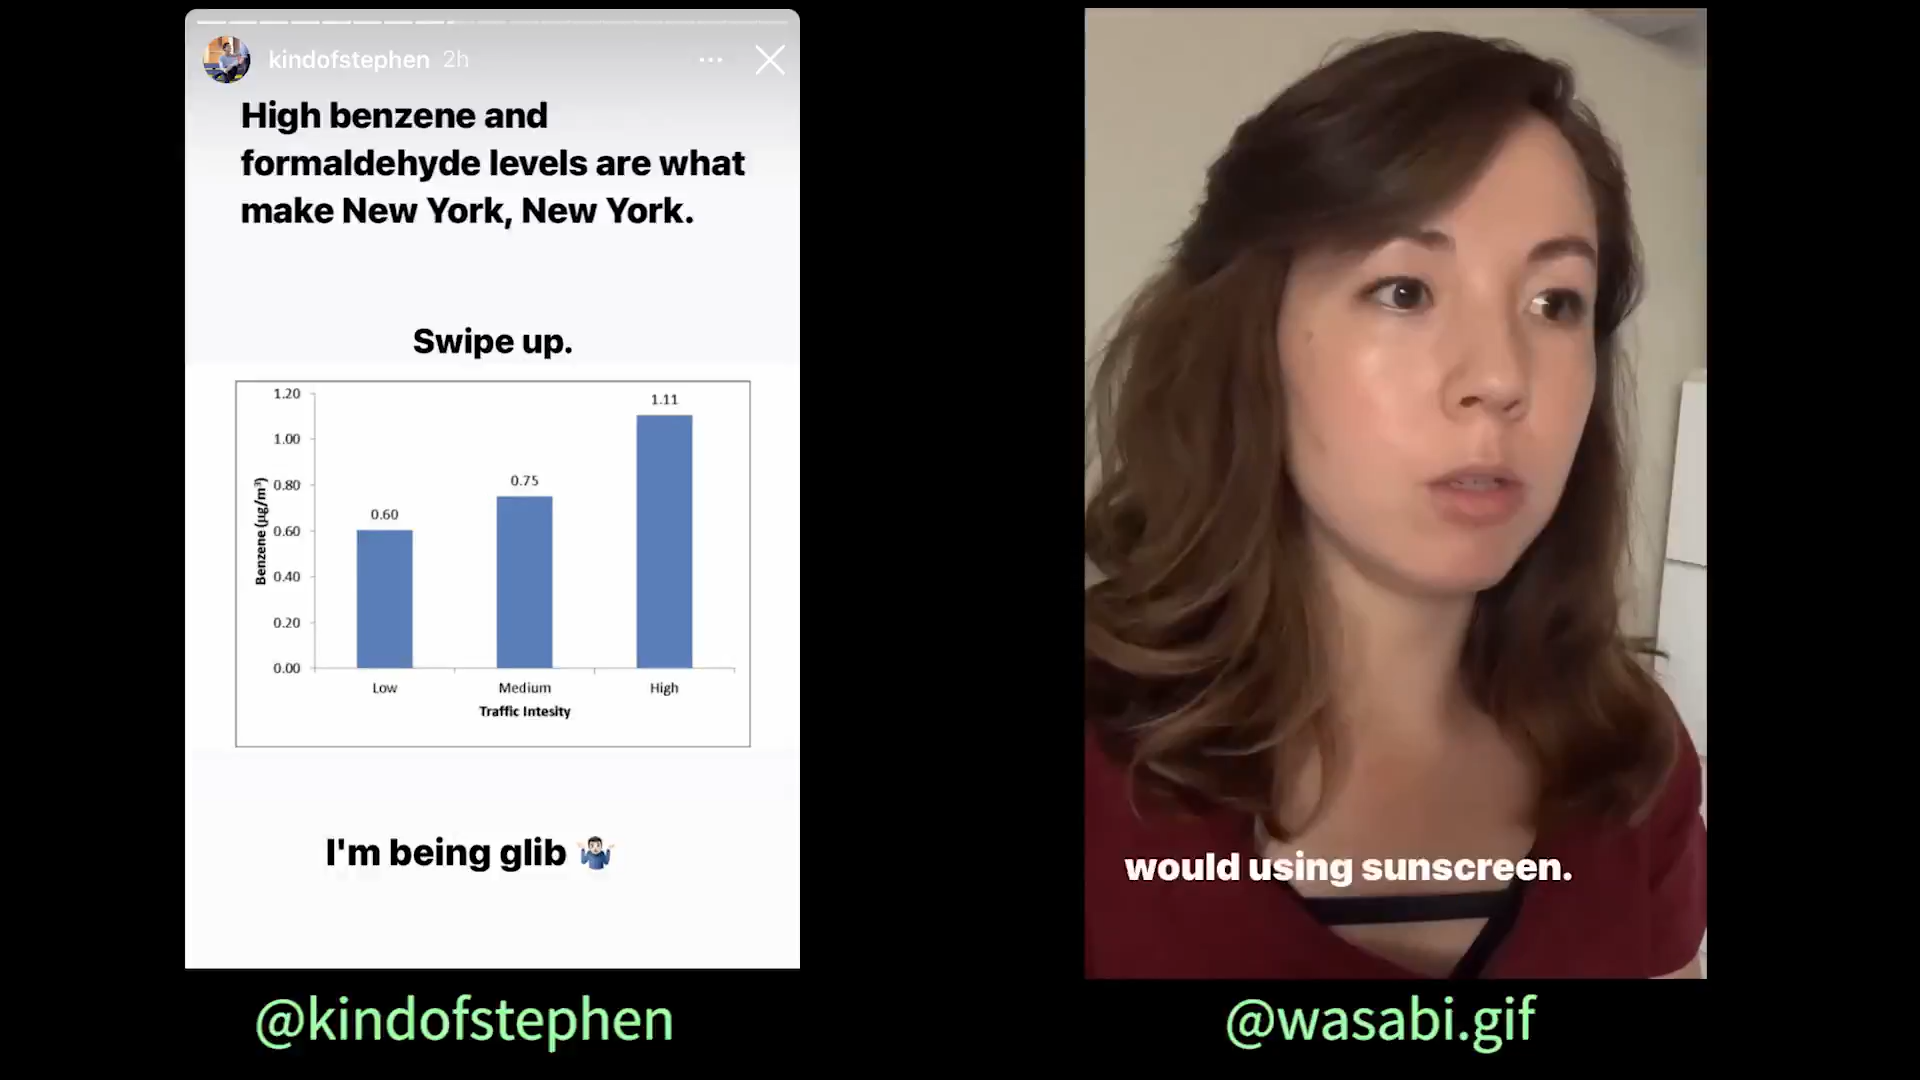 kindofstephen 2h
High benzene and
formaldehyde levels are what
make New York, New York.
Swipe up.
1.20
1.00
0.80
0.60
0.40
0.20
0.00
Benzene (µg/m³)
0.60
0.75
1.11
Low Medium High
Traffic Intesity
I'm being glib 🤷🏻‍♂️
@kindofstephen
would using sunscreen.
@wasabi.gif